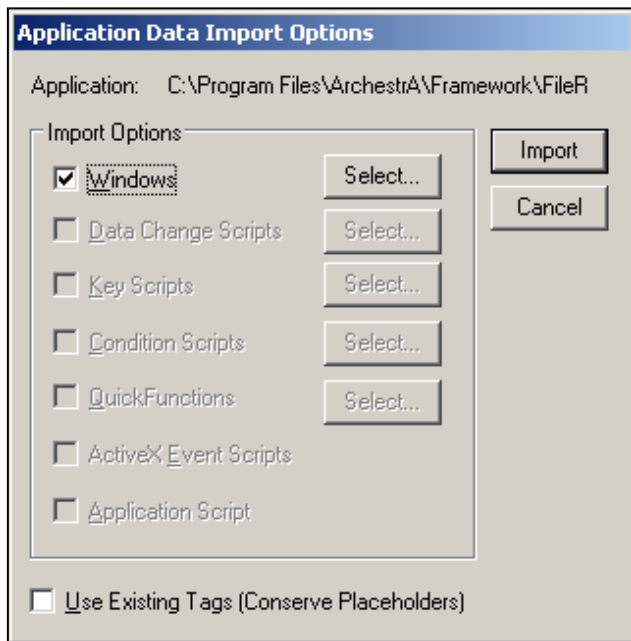 Application Data Import Options
Application: C:\Program Files\ArchestrA\Framework\FileR
Import Options
Import
Windows Select...
Cancel
Data Change Scripts Select...
Key Scripts Select...
Condition Scripts Select...
QuickFunctions Select...
ActiveX Event Scripts
Application Script
Use Existing Tags (Conserve Placeholders)